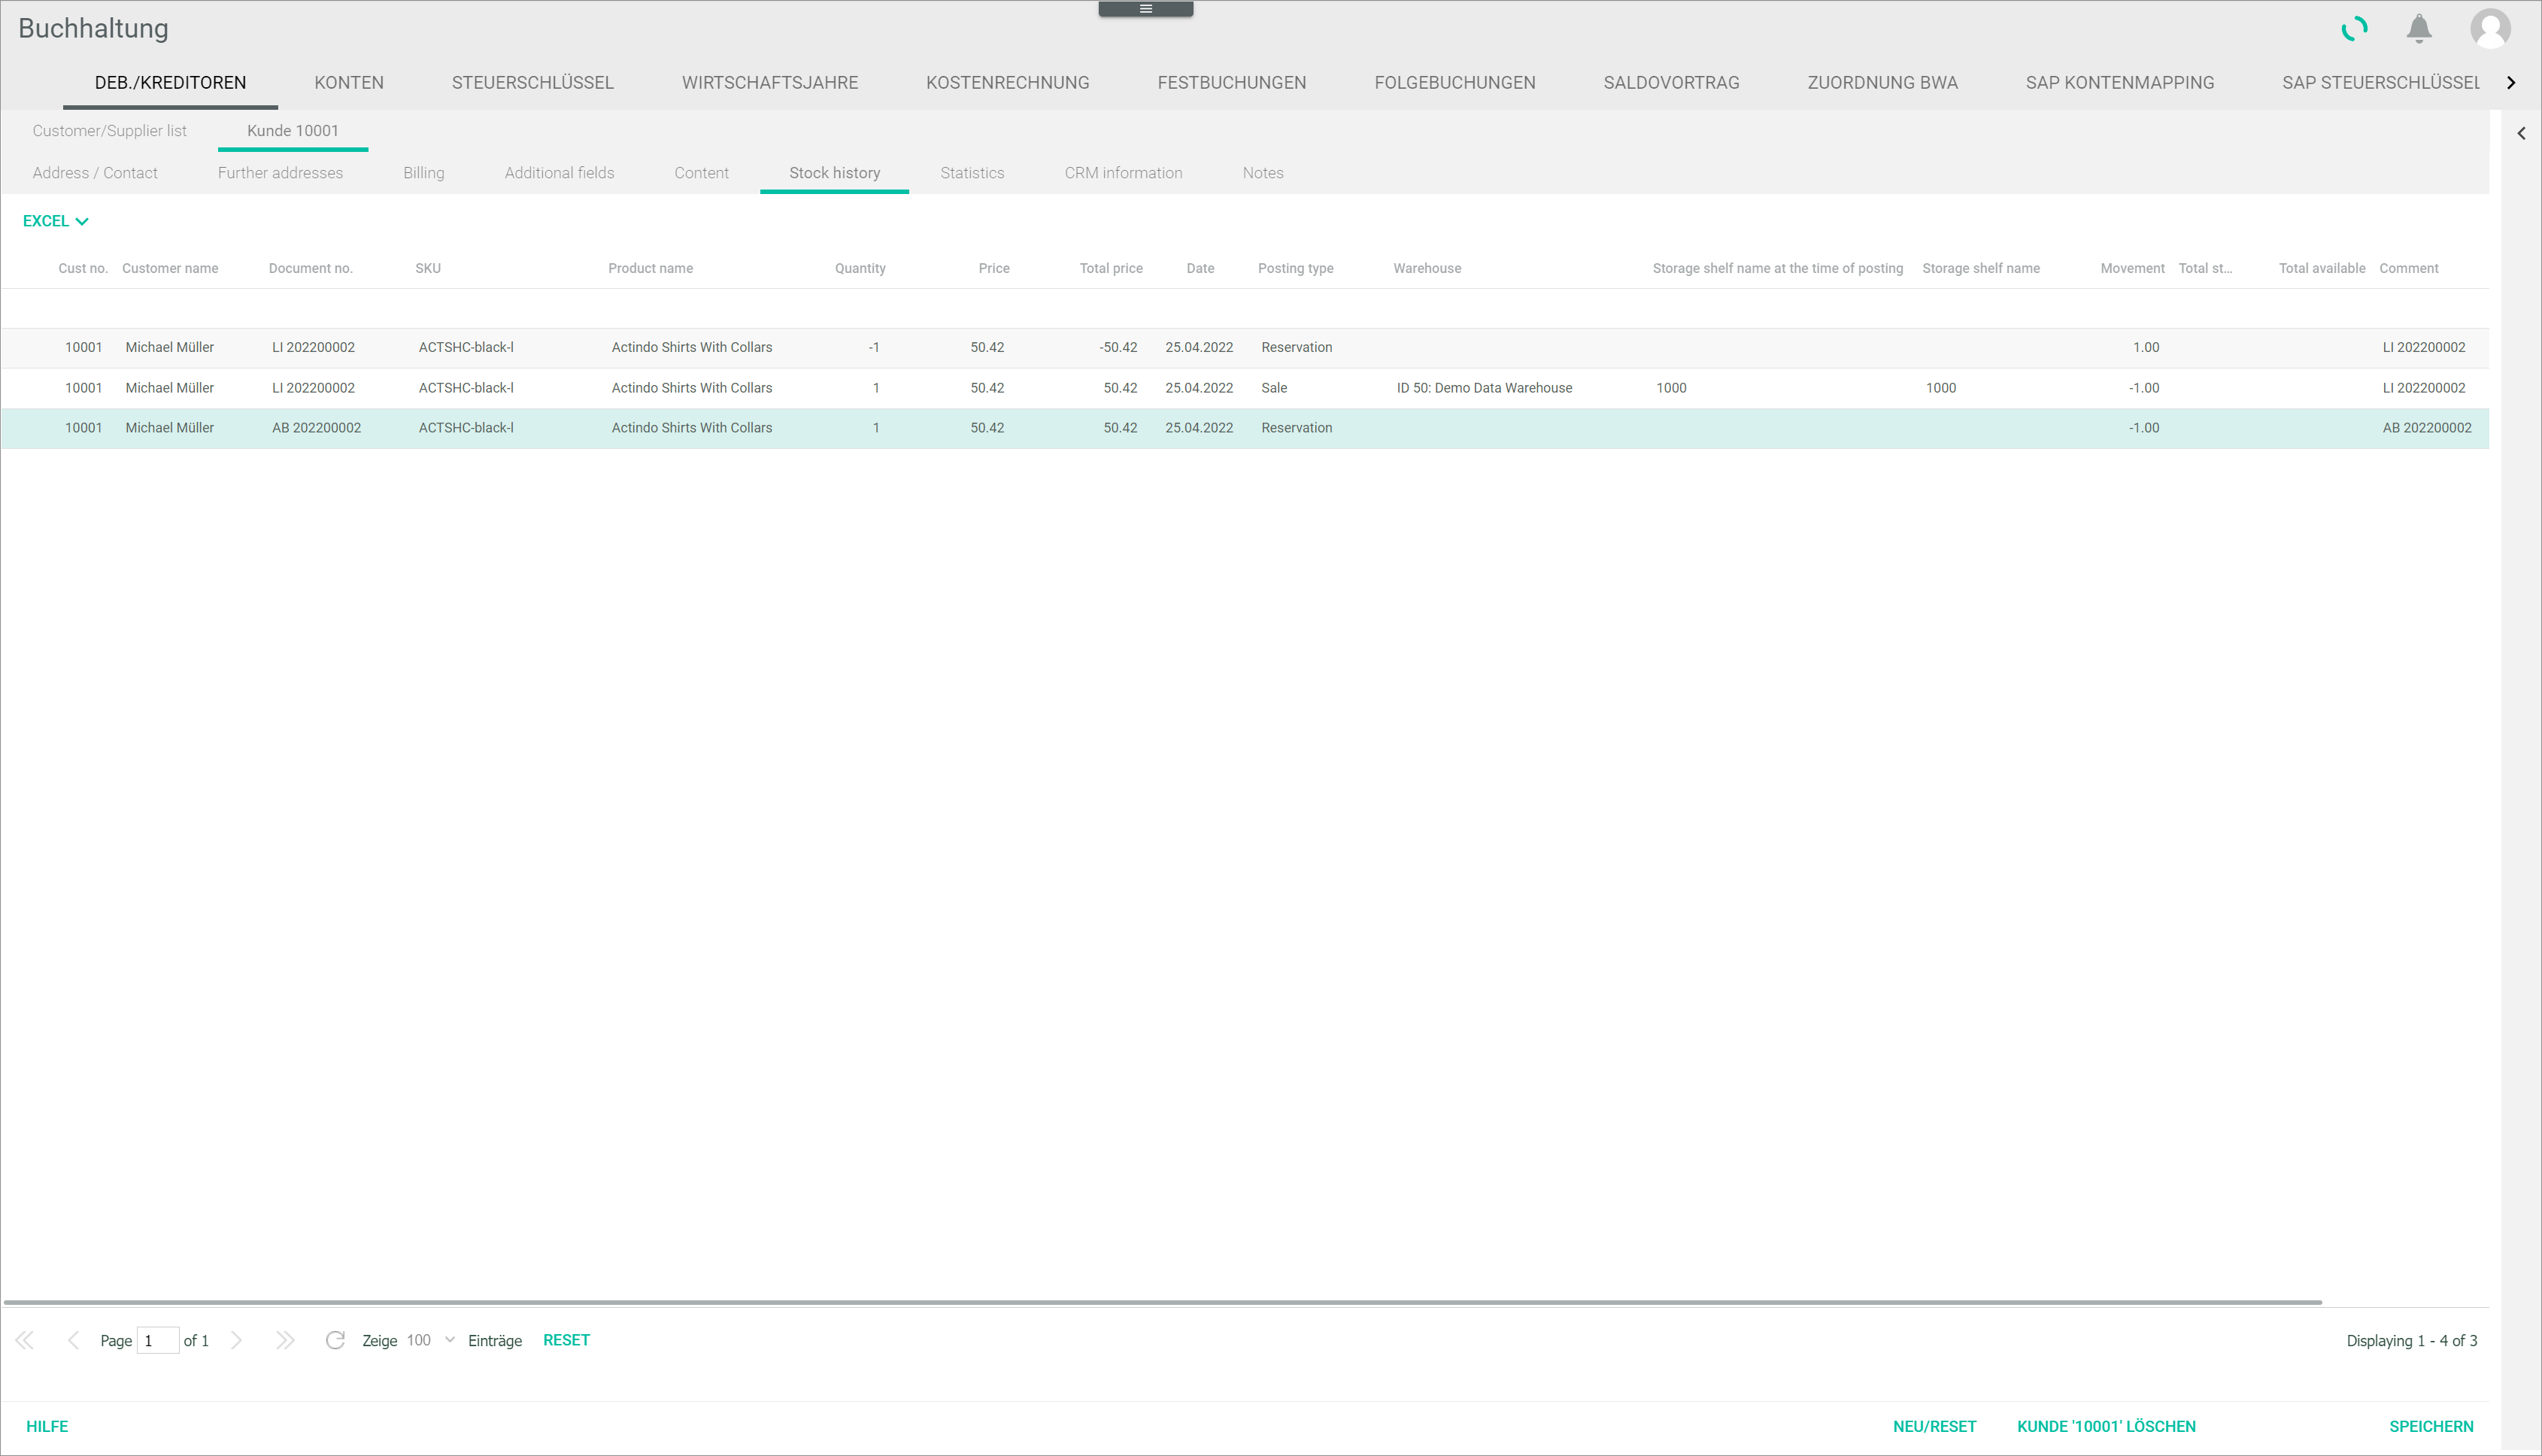 Buchhaltung
DEB./KREDITOREN KONTEN STEUERSCHLÜSSEL WIRTSCHAFTSJAHRE KOSTENRECHNUNG FESTBUCHUNGEN FOLGEBUCHUNGEN SALDOVORTRAG ZUORDNUNG BWA SAP KONTENMAPPING SAP STEUERSCHLÜSSEL
Customer/Supplier list Kunde 10001
Address / Contact Further addresses Billing Additional fields Content Stock history Statistics CRM information Notes
EXCEL
Cust no. Customer name Document no. SKU Product name Quantity Price Total price Date Posting type Warehouse Storage shelf name at the time of posting Storage shelf name Movement Total st... Total available Comment
10001 Michael Müller LI 202200002 ACTSHC-black-l Actindo Shirts With Collars -1 50.42 -50.42 25.04.2022 Reservation 1.00 LI 202200002
10001 Michael Müller LI 202200002 ACTSHC-black-l Actindo Shirts With Collars 1 50.42 50.42 25.04.2022 Sale ID 50: Demo Data Warehouse 1000 1000 -1.00 LI 202200002
10001 Michael Müller AB 202200002 ACTSHC-black-l Actindo Shirts With Collars 1 50.42 50.42 25.04.2022 Reservation -1.00 AB 202200002
Page 1 of 1 Zeige 100 Einträge RESET Displaying 1 - 4 of 3
HILFE NEU/RESET KUNDE '10001' LÖSCHEN SPEICHERN